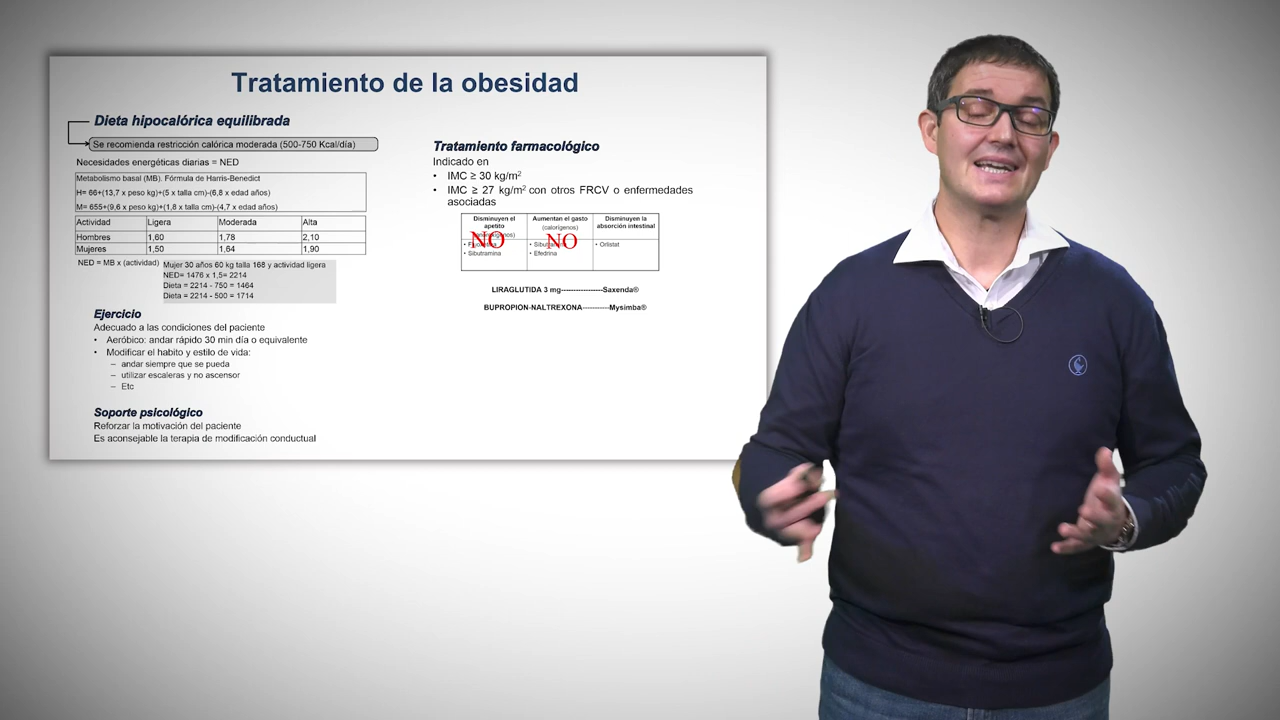 Tratamiento de la obesidad
Dieta hipocalórica equilibrada
Se recomienda restricción calórica moderada (500-750 Kcal/día)
Necesidades energéticas diarias = NED
Metabolismo basal (MB). Fórmula de Harris-Benedict
H= 66+(13,7 x peso kg)+(5 x talla cm)-(6,8 x edad años)
M= 655+(9,6 x peso kg)+(1,8 x talla cm)-(4,7 x edad años)
Actividad Ligera Moderada Alta
Hombres 1,60 1,78 2,10
Mujeres 1,50 1,64 1,90
NED = MB x (actividad)
Mujer 30 años 60 kg talla 168 y actividad ligera
NED= 1476 x 1,5= 2214
Dieta = 2214 - 750 = 1464
Dieta = 2214 - 500 = 1714
Ejercicio
Adecuado a las condiciones del paciente
• Aeróbico: andar rápido 30 min día o equivalente
• Modificar el habito y estilo de vida:
– andar siempre que se pueda
– utilizar escaleras y no ascensor
– Etc
Soporte psicológico
Reforzar la motivación del paciente
Es aconsejable la terapia de modificación conductual
Tratamiento farmacológico
Indicado en
• IMC ≥ 30 kg/m²
• IMC ≥ 27 kg/m² con otros FRCV o enfermedades
asociadas
Disminuyen el
apetito
NO
• Sibutramina
Aumentan el gasto
(calorígenos)
NO
• Efedrina
Disminuyen la
absorción intestinal
• Orlistat
LIRAGLUTIDA 3 mg-----------------Saxenda®
BUPROPION-NALTREXONA-----------Mysimba®